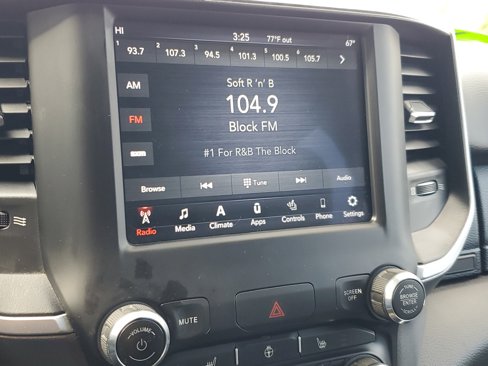 HI 3:25 77°F out 67°
1 93.7 2 107.3 3 94.5 4 101.3 5 100.5 6 105.7
AM
Soft R 'n' B
FM
104.9
Block FM
#1 For R&B The Block
Browse Tune Audio
Radio Media Climate Apps Controls Phone Settings
VOLUME
MUTE
SCREEN OFF
TUNE
BROWSE
ENTER
SCROLL